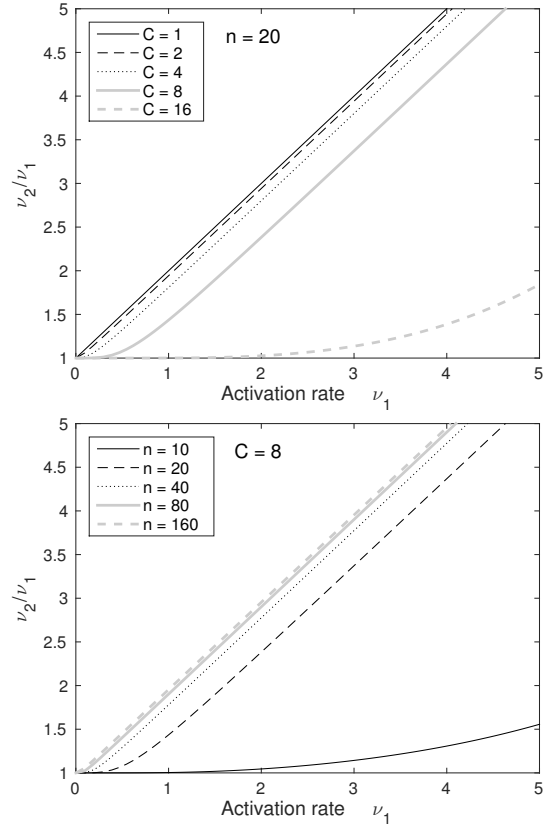 5
4.5
4
3.5
3
2.5
2
1.5
1
ν2/ν1
C = 1
C = 2
C = 4
C = 8
C = 16
n = 20
0 1 2 3 4 5
Activation rate ν1
5
4.5
4
3.5
3
2.5
2
1.5
1
ν2/ν1
n = 10
n = 20
n = 40
n = 80
n = 160
C = 8
0 1 2 3 4 5
Activation rate ν1